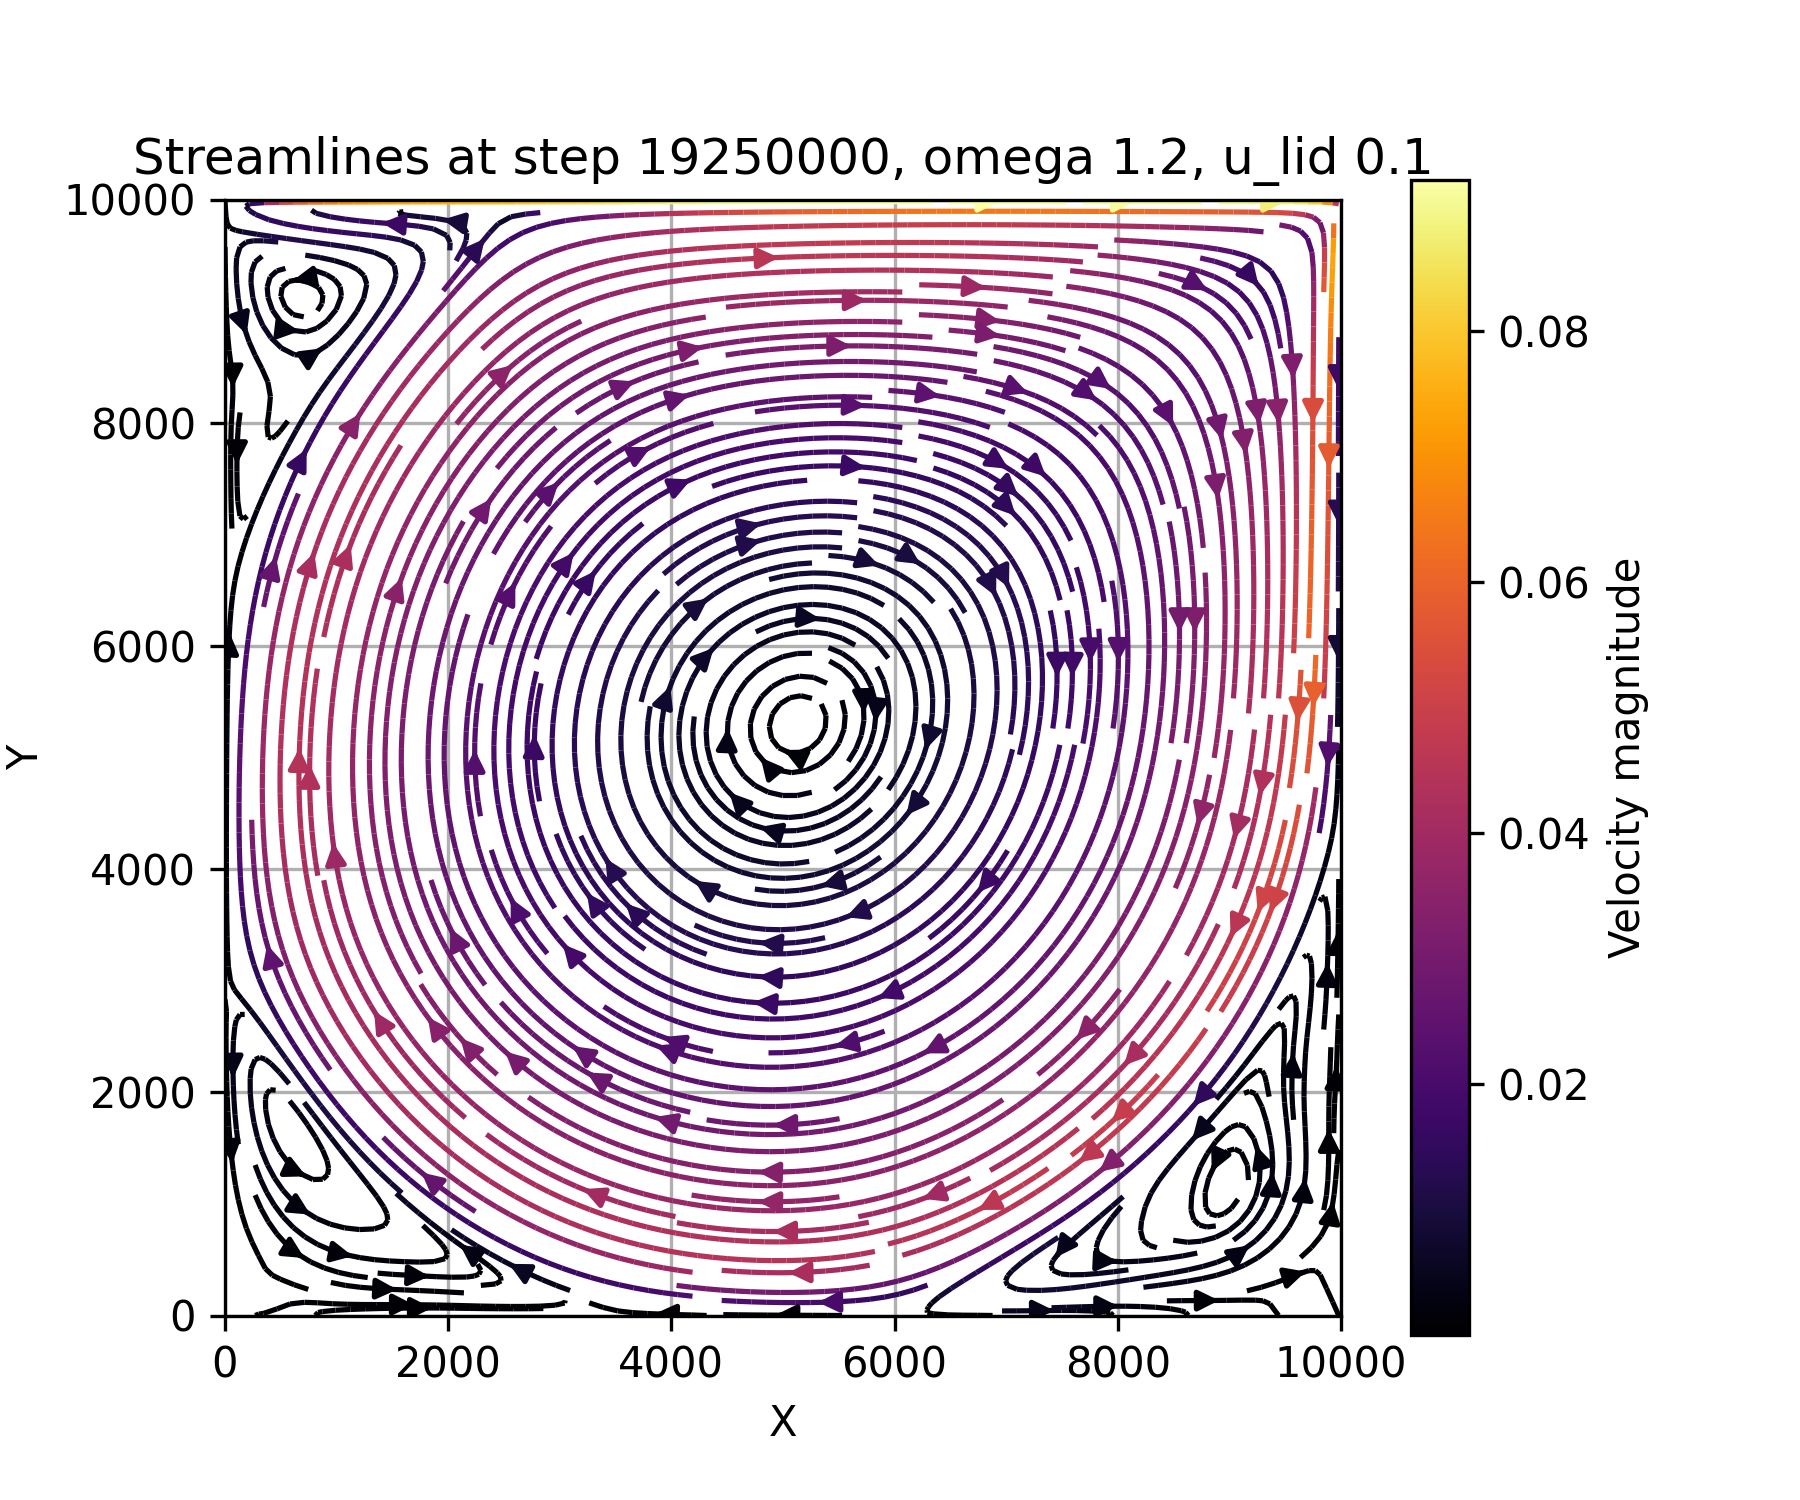 Streamlines at step 19250000, omega 1.2, u_lid 0.1
10000
8000
6000
4000
2000
0
Y
0 2000 4000 6000 8000 10000
X
0.08
0.06
0.04
0.02
Velocity magnitude